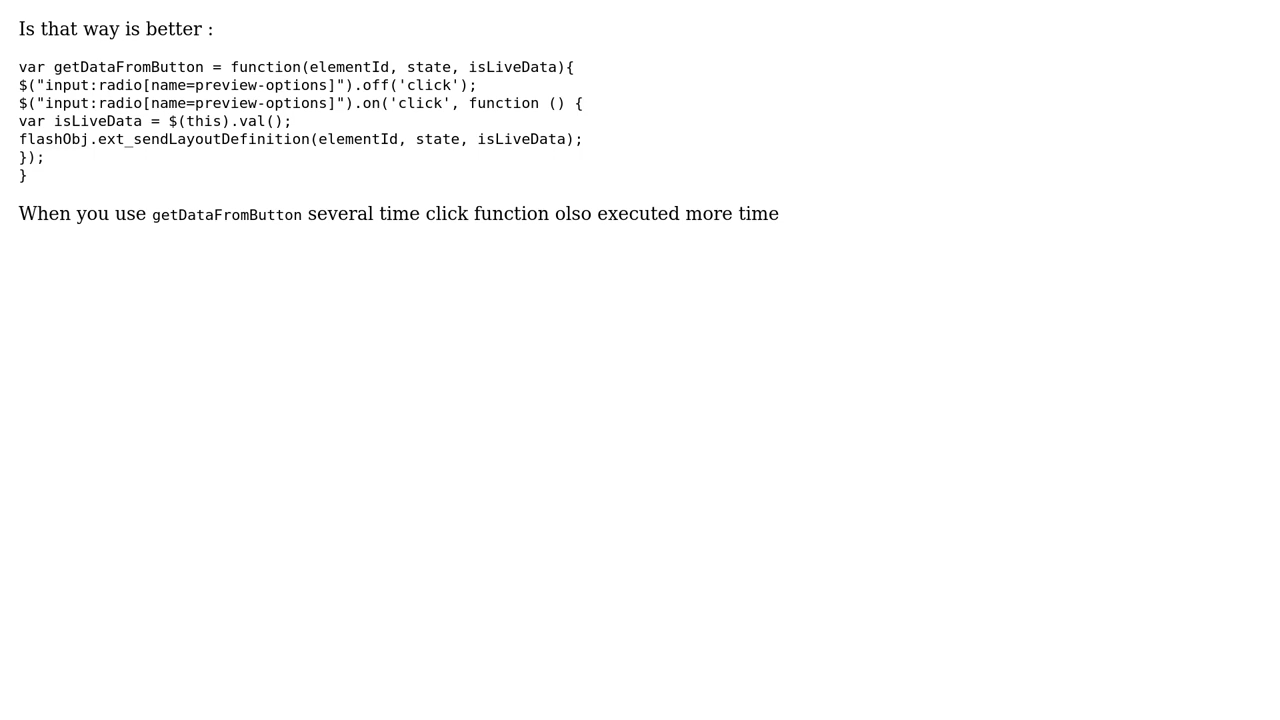 Is that way is better :
var getDataFromButton = function(elementId, state, isLiveData){
$("input:radio[name=preview-options]").off('click');
$("input:radio[name=preview-options]").on('click', function () {
var isLiveData = $(this).val();
flashObj.ext_sendLayoutDefinition(elementId, state, isLiveData);
});
}
When you use getDataFromButton several time click function olso executed more time